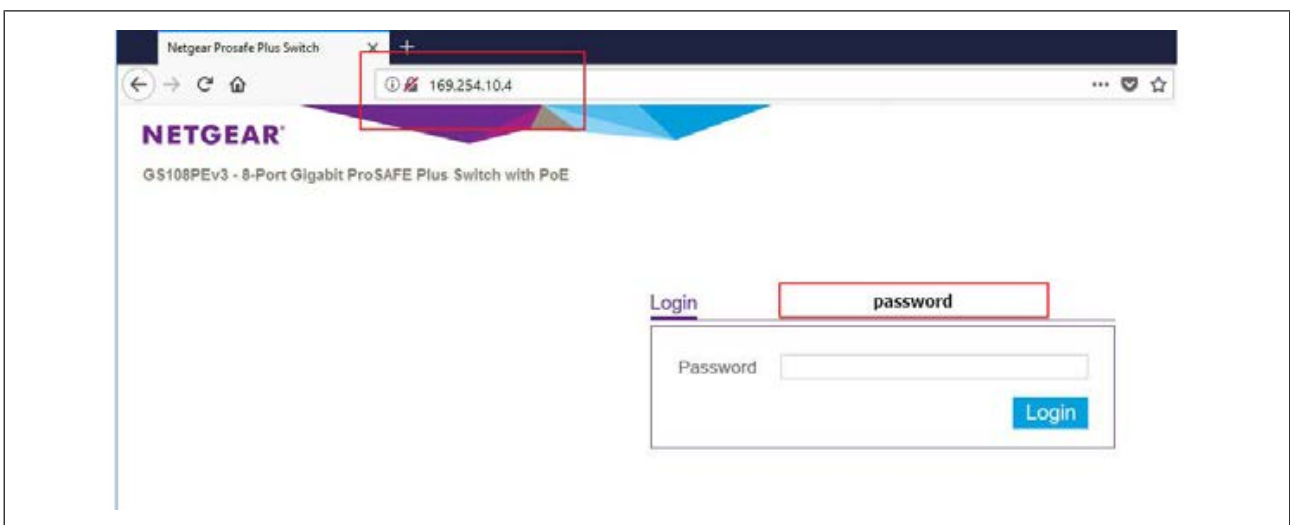 Netgear Prosafe Plus Switch
169.254.10.4
NETGEAR®
GS108PEv3 - 8-Port Gigabit ProSAFE Plus Switch with PoE
Login password
Password
Login